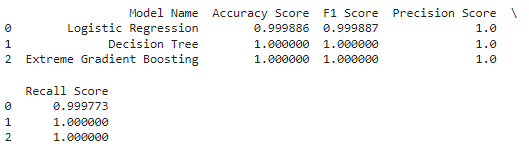 Model Name Accuracy Score F1 Score Precision Score \
0 Logistic Regression 0.999886 0.999887 1.0
1 Decision Tree 1.000000 1.000000 1.0
2 Extreme Gradient Boosting 1.000000 1.000000 1.0
Recall Score
0 0.999773
1 1.000000
2 1.000000